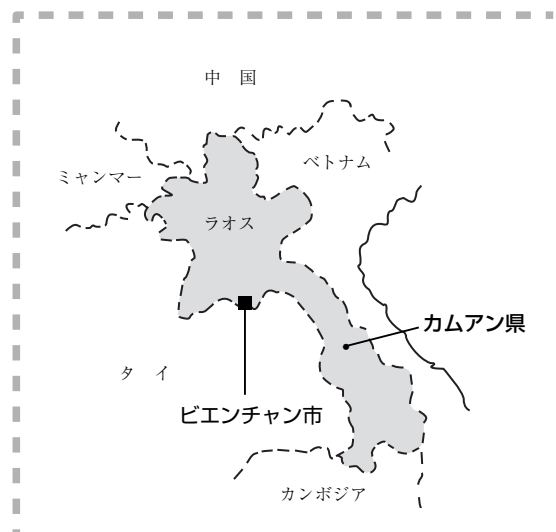 中　国
ベトナム
ミャンマー
ラオス
カムアン県
タ　イ
ビエンチャン市
カンボジア